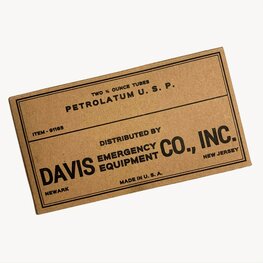 TWO ½ OUNCE TUBES
PETROLATUM U. S. P.
ITEM - 61165
DISTRIBUTED BY
DAVIS EMERGENCY EQUIPMENT CO., INC.
NEWARK NEW JERSEY
MADE IN U. S. A.